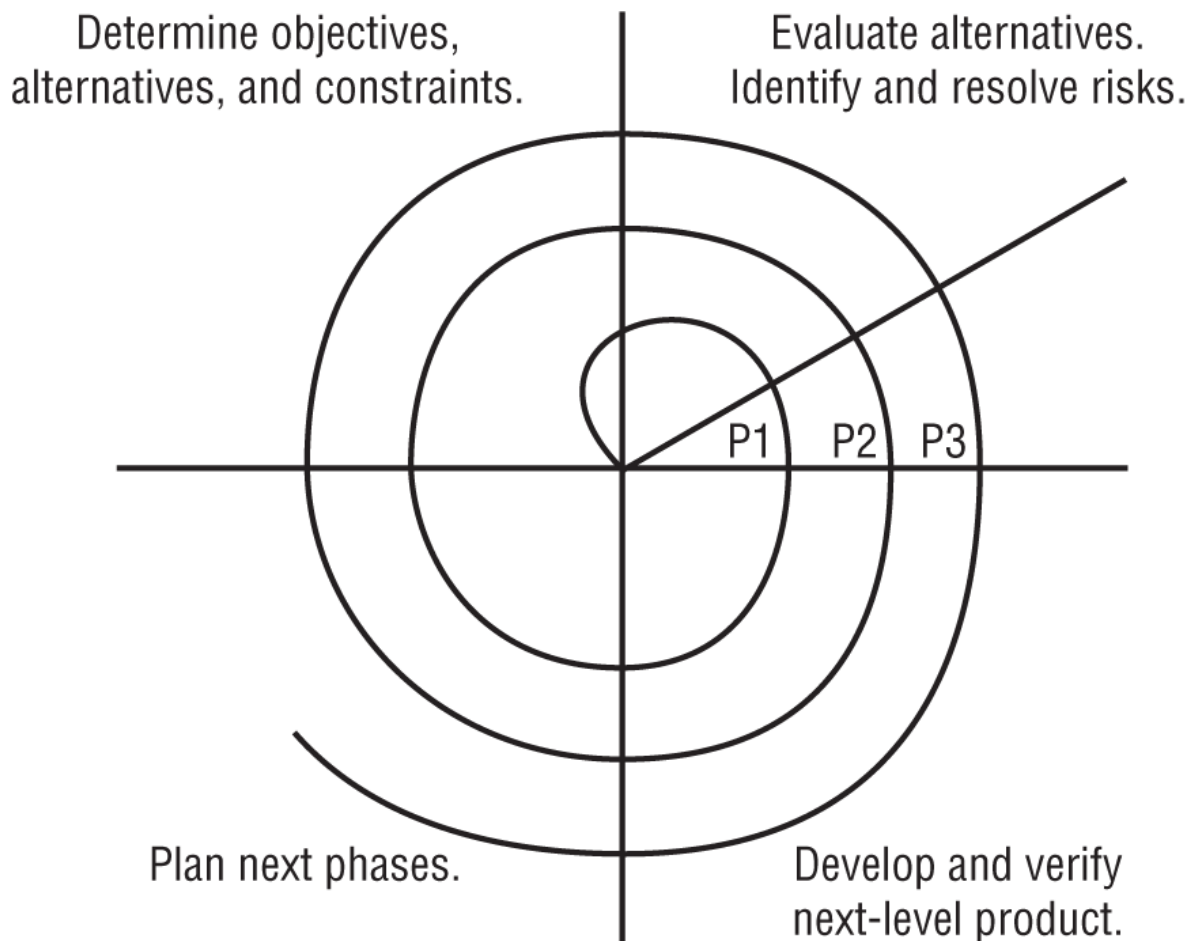 Determine objectives,
alternatives, and constraints.
Evaluate alternatives.
Identify and resolve risks.
P1 P2 P3
Plan next phases.
Develop and verify
next-level product.